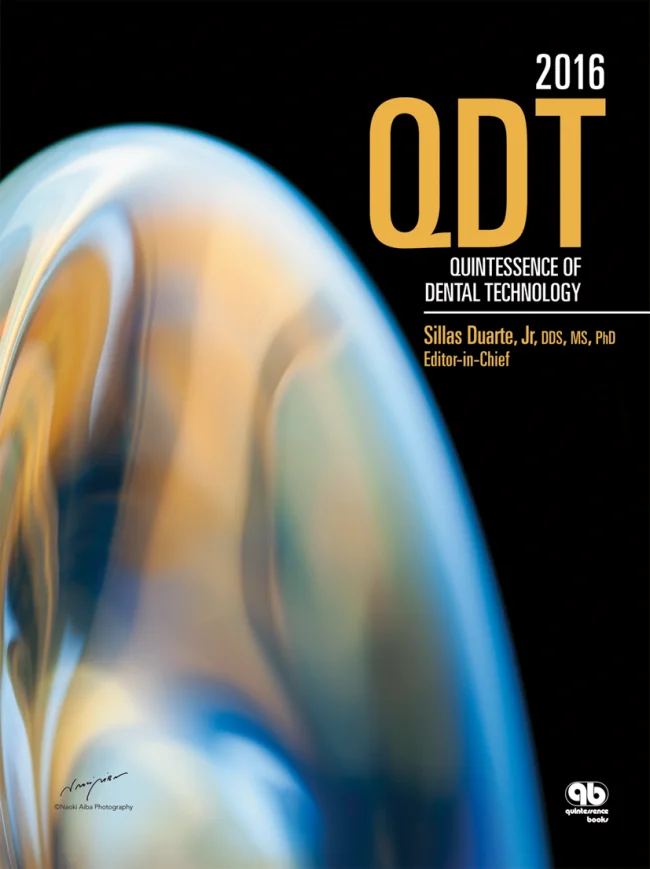 2016
QDT
QUINTESSENCE OF
DENTAL TECHNOLOGY
Sillas Duarte, Jr, DDS, MS, PhD
Editor-in-Chief
©Naoki Aiba Photography
qb
quintessence
books